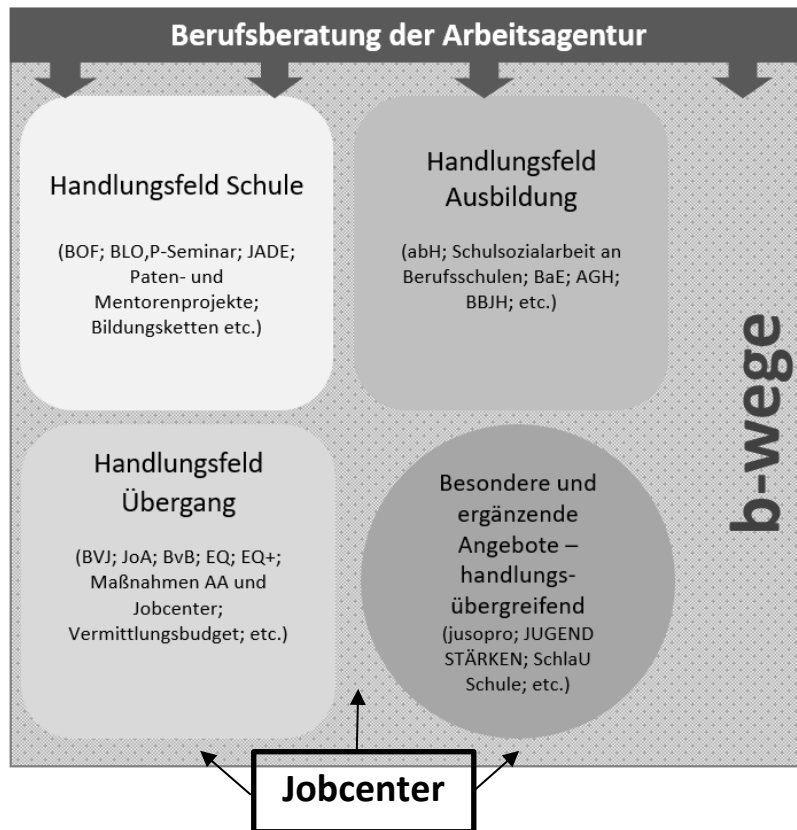 Berufsberatung der Arbeitsagentur
Handlungsfeld Schule
(BOF; BLO,P-Seminar; JADE;
Paten- und
Mentorenprojekte;
Bildungsketten etc.)
Handlungsfeld
Ausbildung
(abH; Schulsozialarbeit an
Berufsschulen; BaE; AGH;
BBJH; etc.)
b-wege
Handlungsfeld
Übergang
(BVJ; JoA; BvB; EQ; EQ+;
Maßnahmen AA und
Jobcenter;
Vermittlungsbudget; etc.)
Besondere und
ergänzende
Angebote –
handlungs-
übergreifend
(jusopro; JUGEND
STÄRKEN; SchlaU
Schule; etc.)
Jobcenter